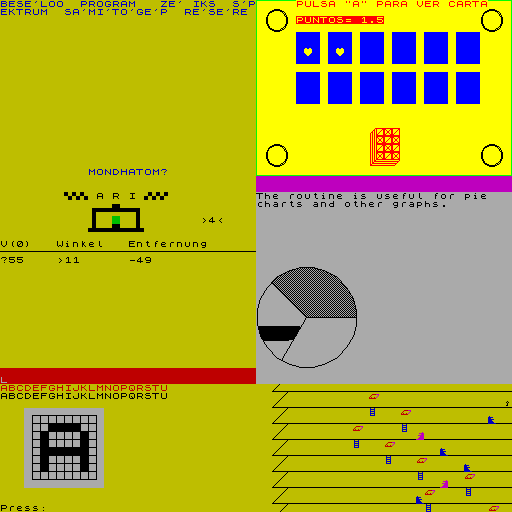 BESE'LOO  PROGRAM   ZE' IKS  S'P
EKTRUM  SA'MI'TO'GE'P  RE'SE'RE
MONDHATOM?
A R I
>4<
V(0)   Winkel   Entfernung
?55    >11      -49
L
PULSA "A" PARA VER CARTA
PUNTOS= 1.5
The routine is useful for pie
charts and other graphs.
ABCDEFGHIJKLMNOPQRSTU
ABCDEFGHIJKLMNOPQRSTU
A
Press: